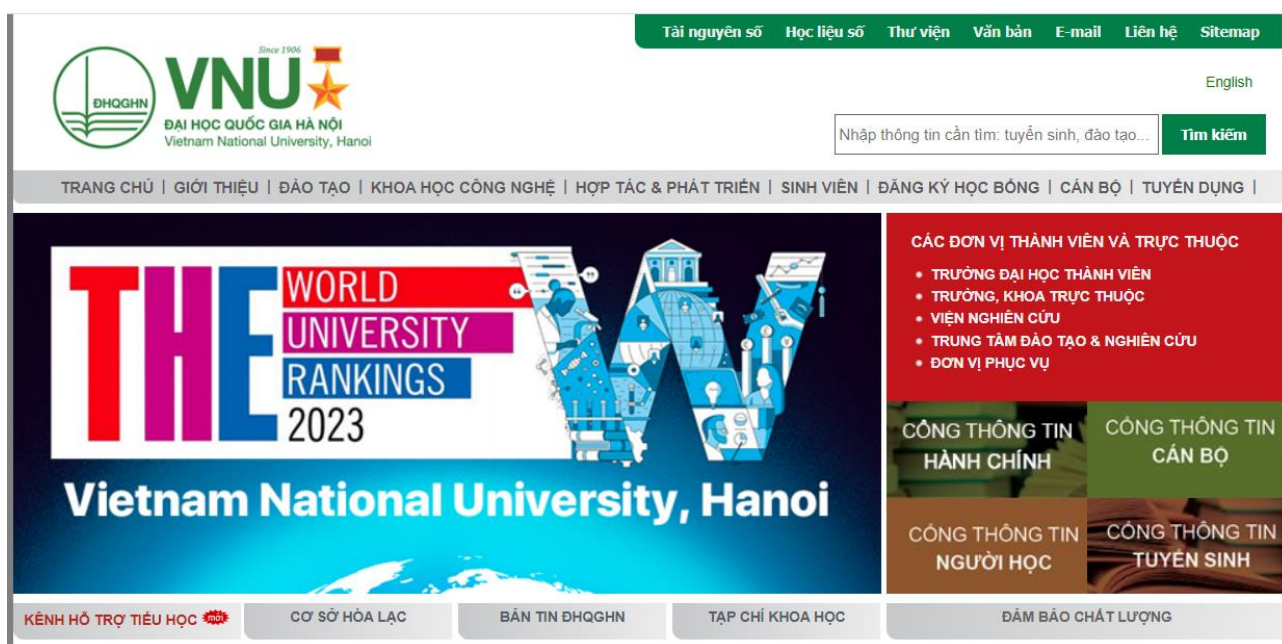 Tài nguyên số Học liệu số Thư viện Văn bản E-mail Liên hệ Sitemap
Since 1906
VNU
ĐHQGHN
ĐẠI HỌC QUỐC GIA HÀ NỘI
Vietnam National University, Hanoi
English
Nhập thông tin cần tìm: tuyển sinh, đào tạo... Tìm kiếm
TRANG CHỦ | GIỚI THIỆU | ĐÀO TẠO | KHOA HỌC CÔNG NGHỆ | HỢP TÁC & PHÁT TRIỂN | SINH VIÊN | ĐĂNG KÝ HỌC BỔNG | CÁN BỘ | TUYỂN DỤNG |
THE
WORLD
UNIVERSITY
RANKINGS
2023
W
Vietnam National University, Hanoi
CÁC ĐƠN VỊ THÀNH VIÊN VÀ TRỰC THUỘC
• TRƯỜNG ĐẠI HỌC THÀNH VIÊN
• TRƯỜNG, KHOA TRỰC THUỘC
• VIỆN NGHIÊN CỨU
• TRUNG TÂM ĐÀO TẠO & NGHIÊN CỨU
• ĐƠN VỊ PHỤC VỤ
CỔNG THÔNG TIN
HÀNH CHÍNH
CỔNG THÔNG TIN
CÁN BỘ
CỔNG THÔNG TIN
NGƯỜI HỌC
CỔNG THÔNG TIN
TUYỂN SINH
KÊNH HỖ TRỢ TIỂU HỌC mới CƠ SỞ HÒA LẠC BẢN TIN ĐHQGHN TẠP CHÍ KHOA HỌC ĐẢM BẢO CHẤT LƯỢNG